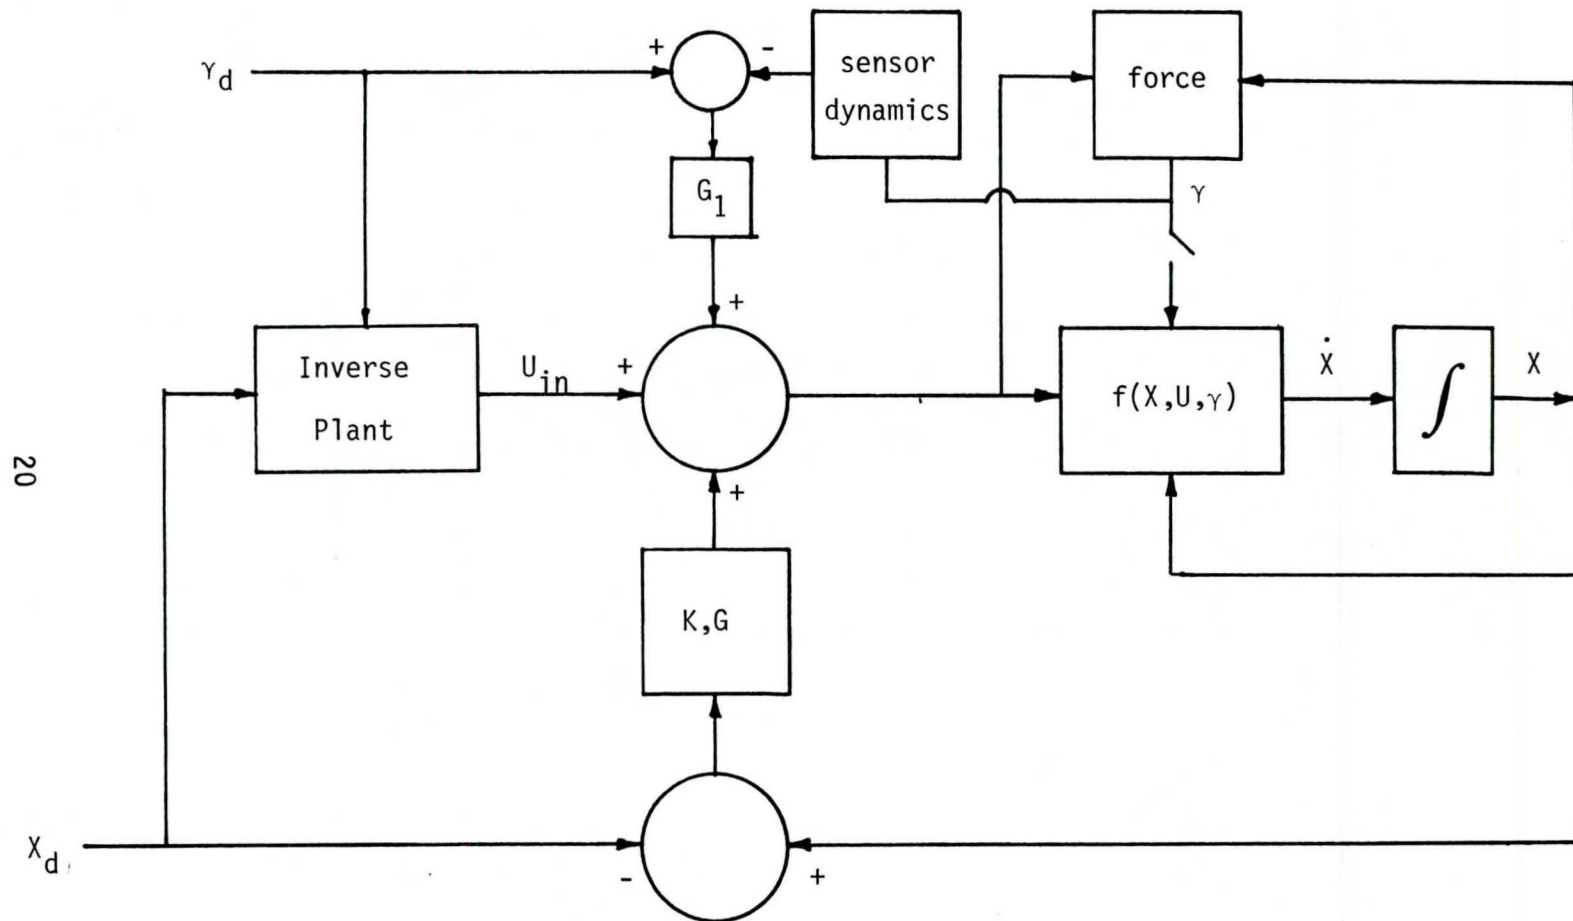 γd
+
-
sensor
dynamics
force
G1
γ
+
Inverse
Plant
Uin
+
f(X,U,γ)
Ẋ
∫
X
+
20
K,G
Xd
-
+